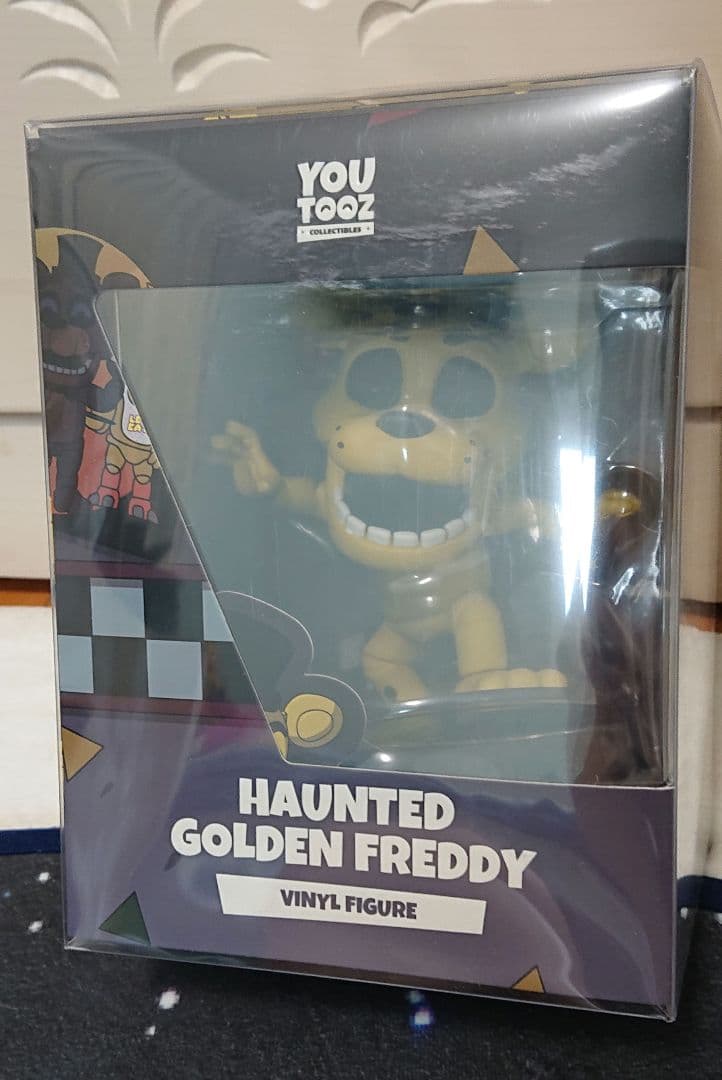 YOU
TOOZ
COLLECTIBLES
HAUNTED
GOLDEN FREDDY
VINYL FIGURE